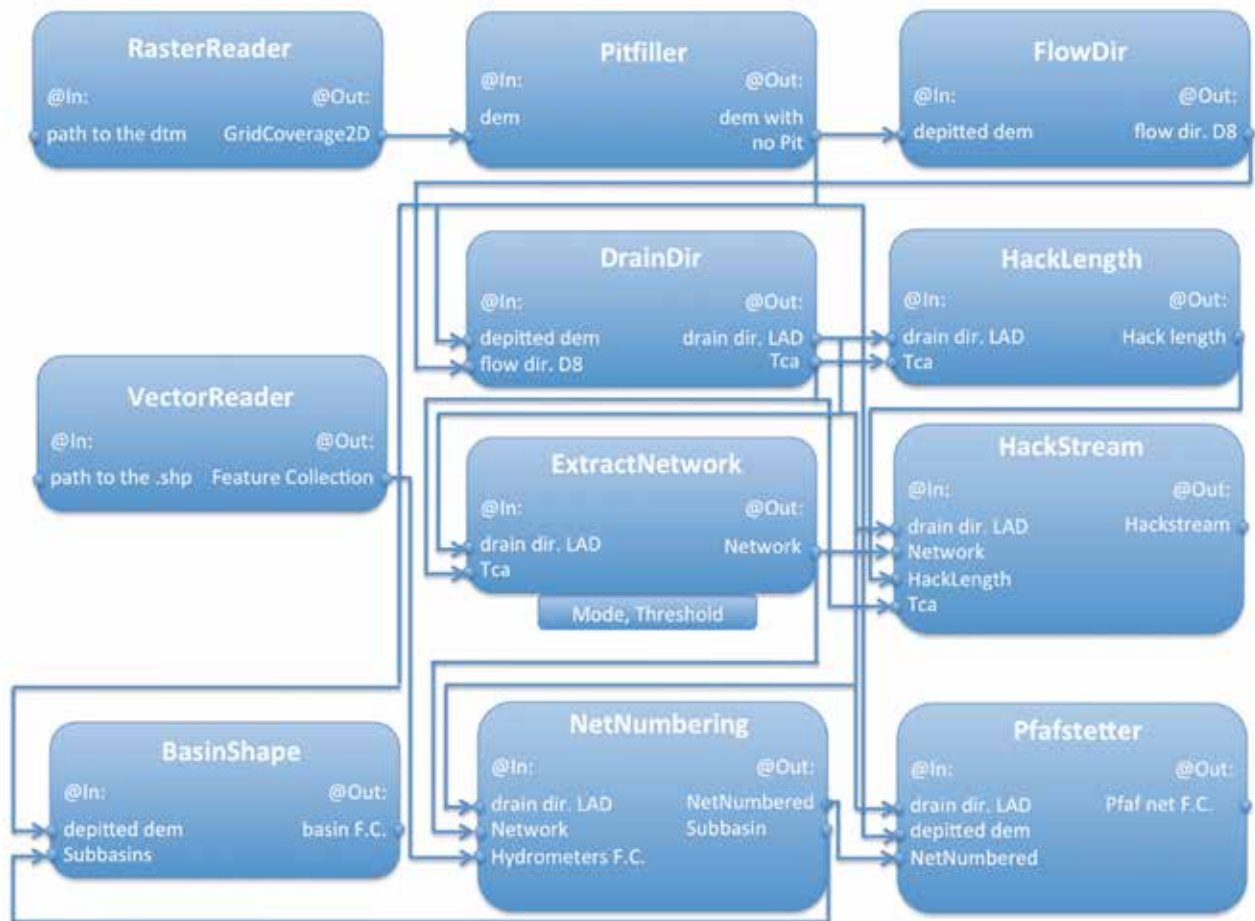 RasterReader
@In:
@Out:
path to the dtm
GridCoverage2D
Pitfiller
@In:
@Out:
dem
dem with
no Pit
FlowDir
@In:
@Out:
depitted dem
flow dir. D8
DrainDir
@In:
@Out:
depitted dem
drain dir. LAD
flow dir. D8
Tca
HackLength
@In:
@Out:
drain dir. LAD
Hack length
Tca
VectorReader
@In:
@Out:
path to the .shp
Feature Collection
ExtractNetwork
@In:
@Out:
drain dir. LAD
Network
Tca
Mode, Threshold
HackStream
@In:
@Out:
drain dir. LAD
Hackstream
Network
HackLength
Tca
BasinShape
@In:
@Out:
depitted dem
basin F.C.
Subbasins
NetNumbering
@In:
@Out:
drain dir. LAD
NetNumbered
Network
Subbasin
Hydrometers F.C.
Pfafstetter
@In:
@Out:
drain dir. LAD
Pfaf net F.C.
depitted dem
NetNumbered